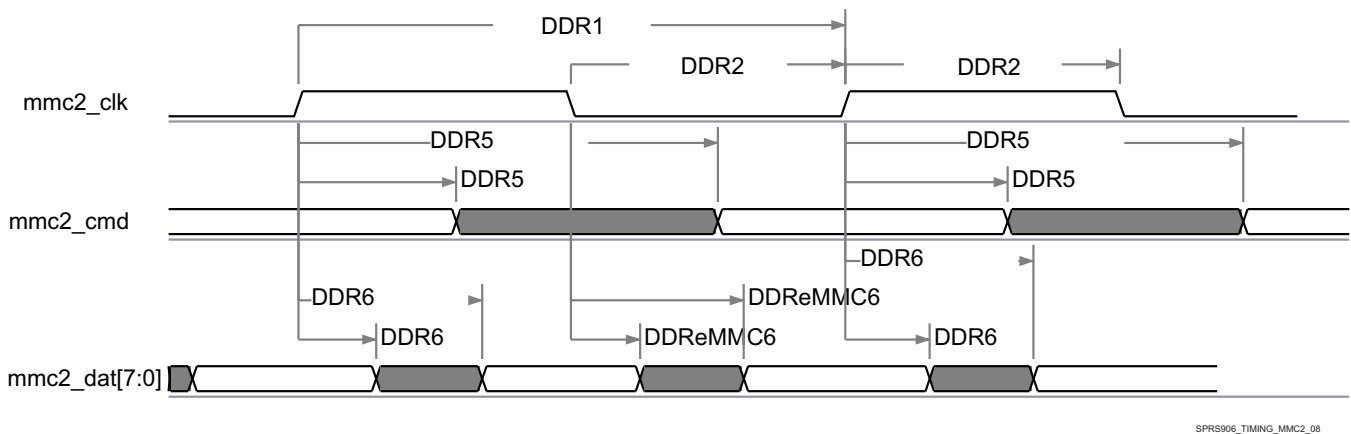 DDR1
DDR2 DDR2
mmc2_clk
DDR5 DDR5
DDR5 DDR5
mmc2_cmd
DDR6
DDR6 DDReMMC6
DDR6 DDReMMC6 DDR6
mmc2_dat[7:0]
SPRS906_TIMING_MMC2_08